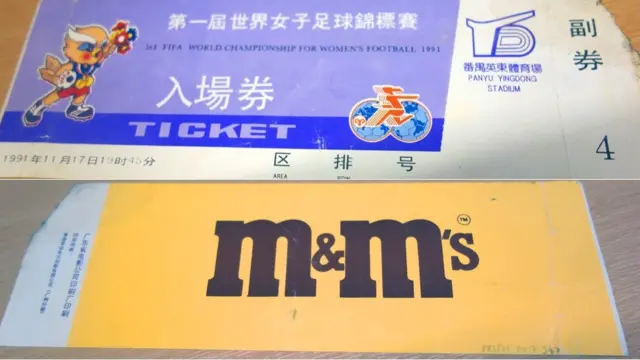 第一届世界女子足球錦標賽
1st FIFA WORLD CHAMPIONSHIP FOR WOMEN'S FOOTBALL 1991
入場券
TICKET
1991年11月17日19时45分
区 排 号
AREA
番禺英東體育場
PANYU YINGDONG
STADIUM
副券
4
m&m's
TM